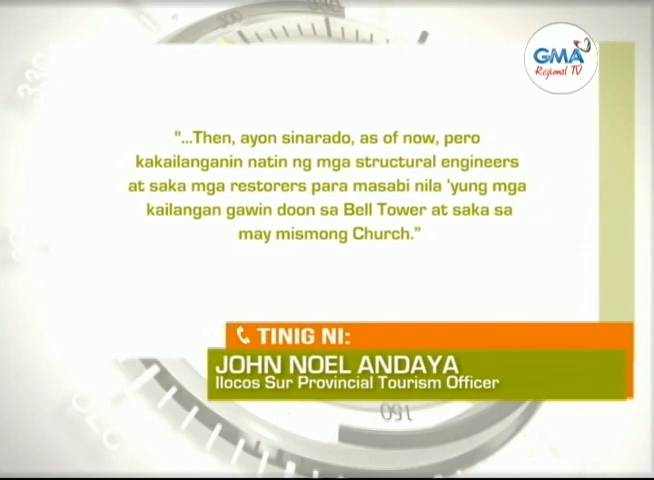 GMA
Regional TV
"...Then, ayon sinarado, as of now, pero
kakailanganin natin ng mga structural engineers
at saka mga restorers para masabi nila 'yung mga
kailangan gawin doon sa Bell Tower at saka sa
may mismong Church."
TINIG NI:
JOHN NOEL ANDAYA
Ilocos Sur Provincial Tourism Officer
150